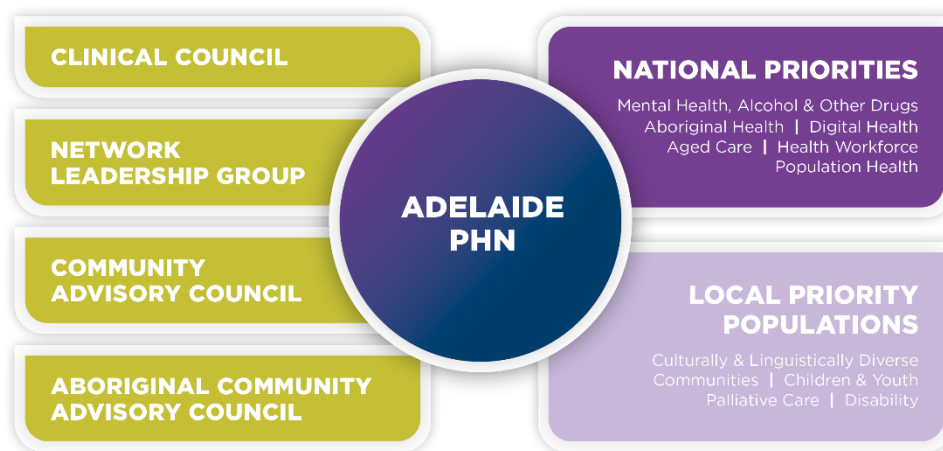 CLINICAL COUNCIL
NETWORK
LEADERSHIP GROUP
COMMUNITY
ADVISORY COUNCIL
ABORIGINAL COMMUNITY
ADVISORY COUNCIL
ADELAIDE
PHN
NATIONAL PRIORITIES
Mental Health, Alcohol & Other Drugs
Aboriginal Health | Digital Health
Aged Care | Health Workforce
Population Health
LOCAL PRIORITY
POPULATIONS
Culturally & Linguistically Diverse
Communities | Children & Youth
Palliative Care | Disability